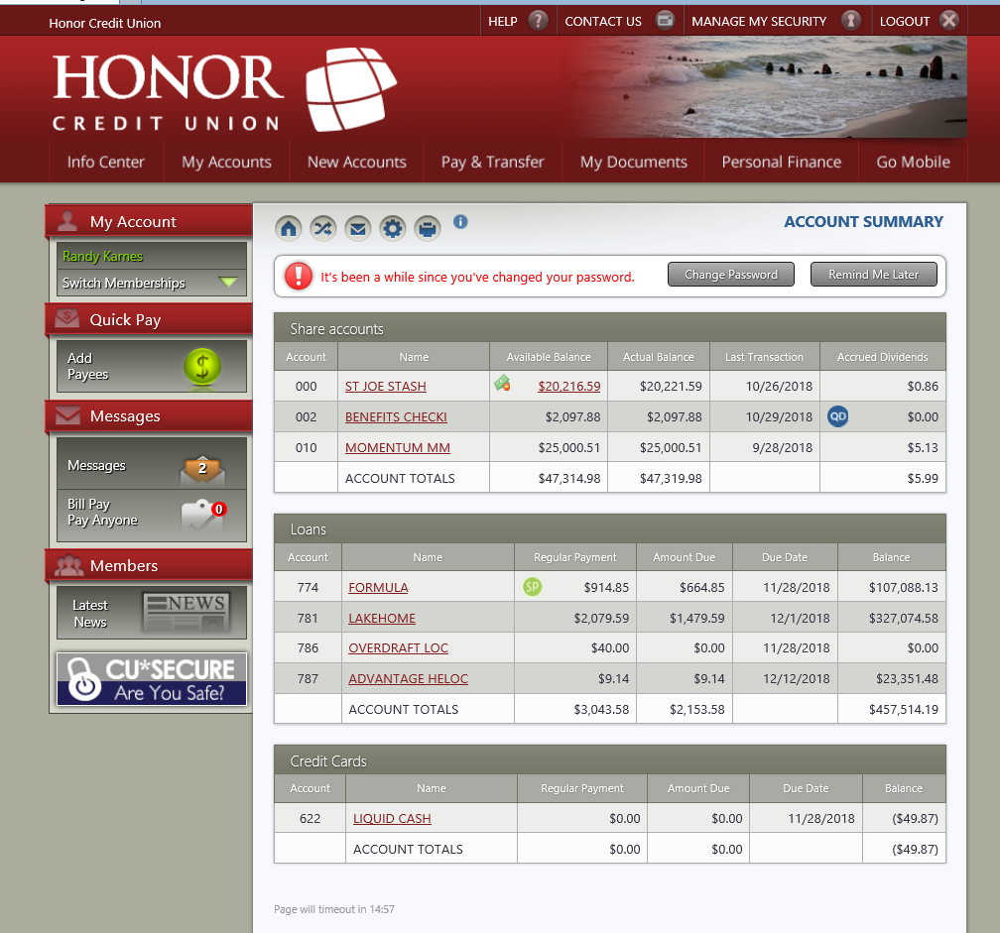 Honor Credit Union
HELP ? CONTACT US MANAGE MY SECURITY LOGOUT
HONOR
CREDIT UNION
Info Center My Accounts New Accounts Pay & Transfer My Documents Personal Finance Go Mobile
My Account
Randy Karnes
Switch Memberships
Quick Pay
Add
Payees
$
Messages
Messages 2
Bill Pay
Pay Anyone
0
Members
Latest
News
NEWS
CU*SECURE
Are You Safe?
i
ACCOUNT SUMMARY
! It's been a while since you've changed your password. Change Password Remind Me Later
Share accounts
Account Name Available Balance Actual Balance Last Transaction Accrued Dividends
000 ST JOE STASH $20,216.59 $20,221.59 10/26/2018 $0.86
002 BENEFITS CHECKI $2,097.88 $2,097.88 10/29/2018 QD $0.00
010 MOMENTUM MM $25,000.51 $25,000.51 9/28/2018 $5.13
ACCOUNT TOTALS $47,314.98 $47,319.98 $5.99
Loans
Account Name Regular Payment Amount Due Due Date Balance
774 FORMULA SP $914.85 $664.85 11/28/2018 $107,088.13
781 LAKEHOME $2,079.59 $1,479.59 12/1/2018 $327,074.58
786 OVERDRAFT LOC $40.00 $0.00 11/28/2018 $0.00
787 ADVANTAGE HELOC $9.14 $9.14 12/12/2018 $23,351.48
ACCOUNT TOTALS $3,043.58 $2,153.58 $457,514.19
Credit Cards
Account Name Regular Payment Amount Due Due Date Balance
622 LIQUID CASH $0.00 $0.00 11/28/2018 ($49.87)
ACCOUNT TOTALS $0.00 $0.00 ($49.87)
Page will timeout in 14:57